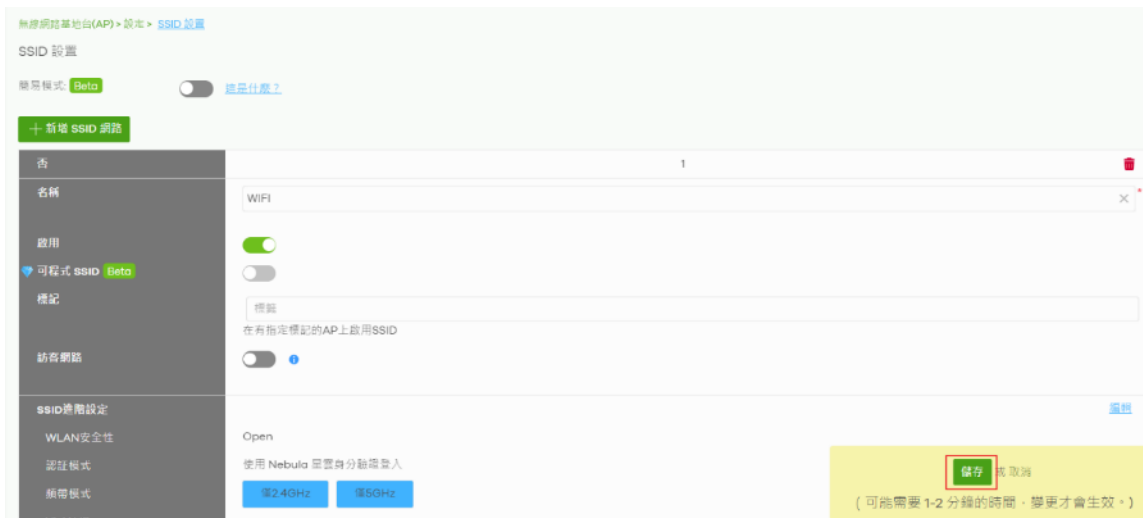 無線網路基地台(AP) > 設定 > SSID 設置
SSID 設置
簡易模式: Beta 這是什麼？
＋ 新增 SSID 網路
否 1
名稱 WIFI × *
啟用
可程式 SSID Beta
標記 標籤
在有指定標記的AP上啟用SSID
訪客網路
SSID進階設定 編輯
WLAN安全性 Open
認証模式 使用 Nebula 雲身分驗證登入
儲存 或 取消
頻帶模式 僅2.4GHz 僅5GHz
( 可能需要 1-2 分鐘的時間，變更才會生效。)